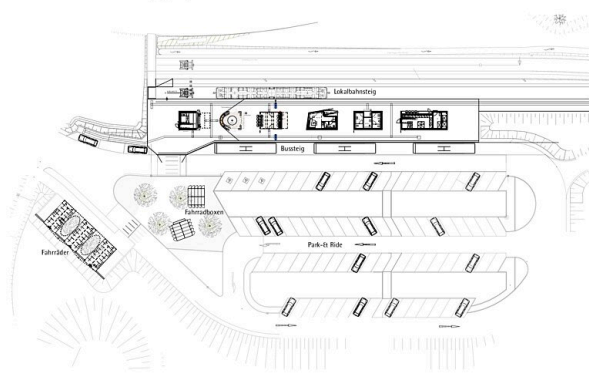 Lokalbahnsteig
Bussteig
Fahrradboxen
Fahrräder
Park-& Ride